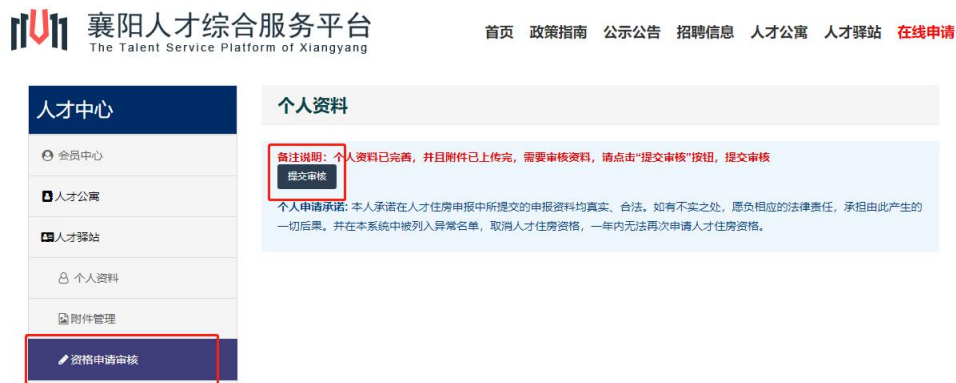 襄阳人才综合服务平台
The Talent Service Platform of Xiangyang
首页 政策指南 公示公告 招聘信息 人才公寓 人才驿站 在线申请
人才中心
会员中心
人才公寓
人才驿站
个人资料
附件管理
资格申请审核
个人资料
备注说明：个人资料已完善，并且附件已上传完，需要审核资料，请点击“提交审核”按钮，提交审核
提交审核
个人申请承诺: 本人承诺在人才住房申报中所提交的申报资料均真实、合法。如有不实之处，愿负相应的法律责任，承担由此产生的
一切后果。并在本系统中被列入异常名单，取消人才住房资格，一年内无法再次申请人才住房资格。